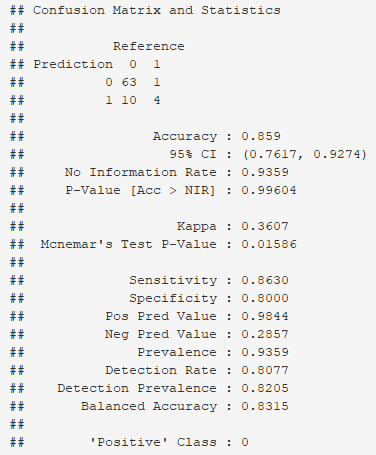 ## Confusion Matrix and Statistics
##
##           Reference
## Prediction  0  1
##          0 63  1
##          1 10  4
##
##                Accuracy : 0.859
##                  95% CI : (0.7617, 0.9274)
##     No Information Rate : 0.9359
##     P-Value [Acc > NIR] : 0.99604
##
##                   Kappa : 0.3607
##  Mcnemar's Test P-Value : 0.01586
##
##             Sensitivity : 0.8630
##             Specificity : 0.8000
##          Pos Pred Value : 0.9844
##          Neg Pred Value : 0.2857
##              Prevalence : 0.9359
##          Detection Rate : 0.8077
##    Detection Prevalence : 0.8205
##       Balanced Accuracy : 0.8315
##
##        'Positive' Class : 0